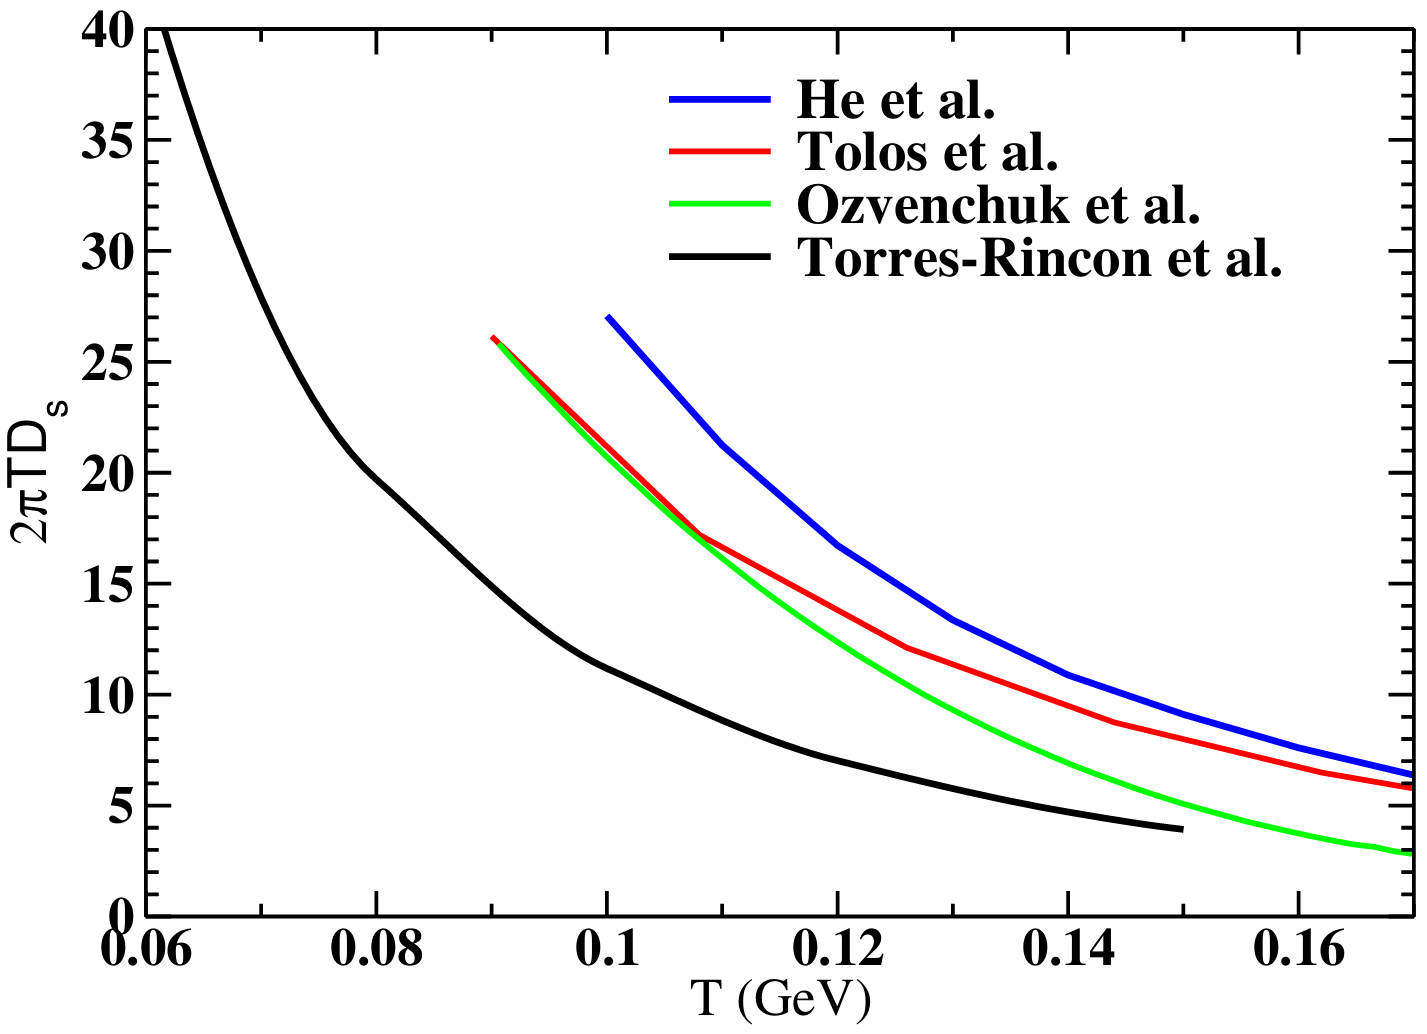 40
35
30
25
20
15
10
5
0
2πTDs
He et al.
Tolos et al.
Ozvenchuk et al.
Torres-Rincon et al.
0.06 0.08 0.1 0.12 0.14 0.16
T (GeV)